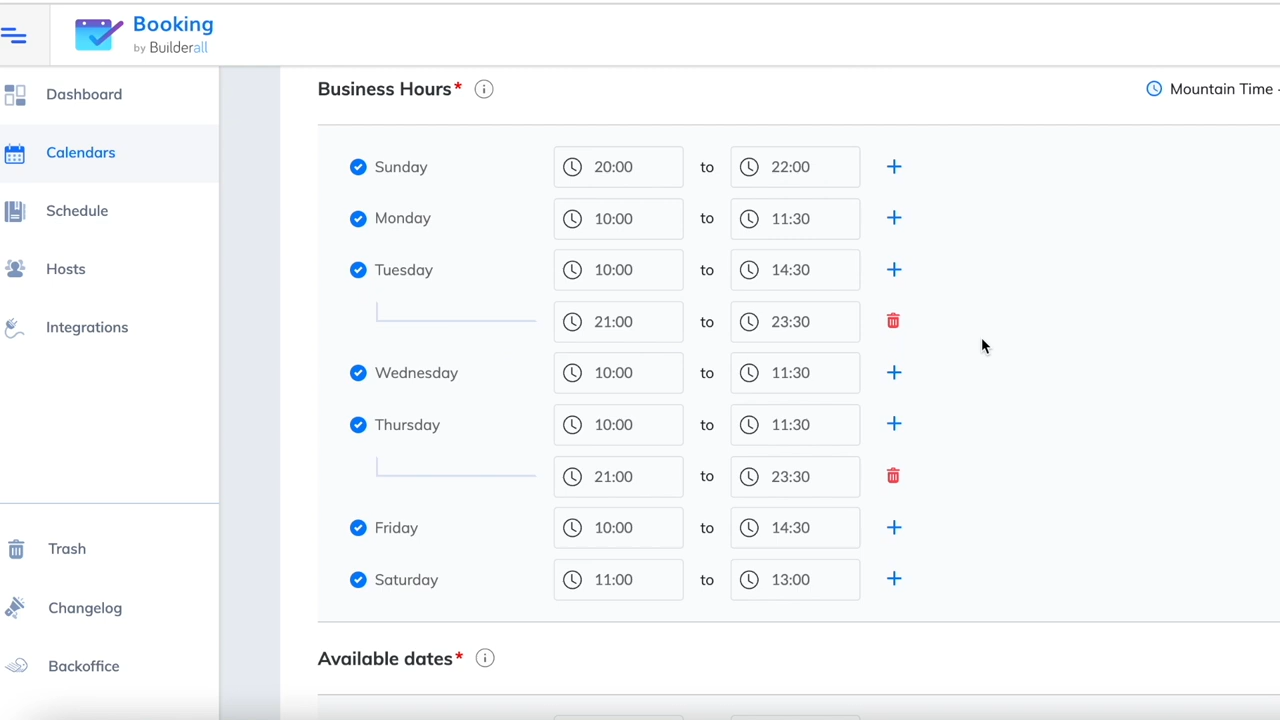 Booking
by Builderall
Dashboard
Calendars
Schedule
Hosts
Integrations
Trash
Changelog
Backoffice
Business Hours*
Mountain Time -
Sunday 20:00 to 22:00
Monday 10:00 to 11:30
Tuesday 10:00 to 14:30
21:00 to 23:30
Wednesday 10:00 to 11:30
Thursday 10:00 to 11:30
21:00 to 23:30
Friday 10:00 to 14:30
Saturday 11:00 to 13:00
Available dates*